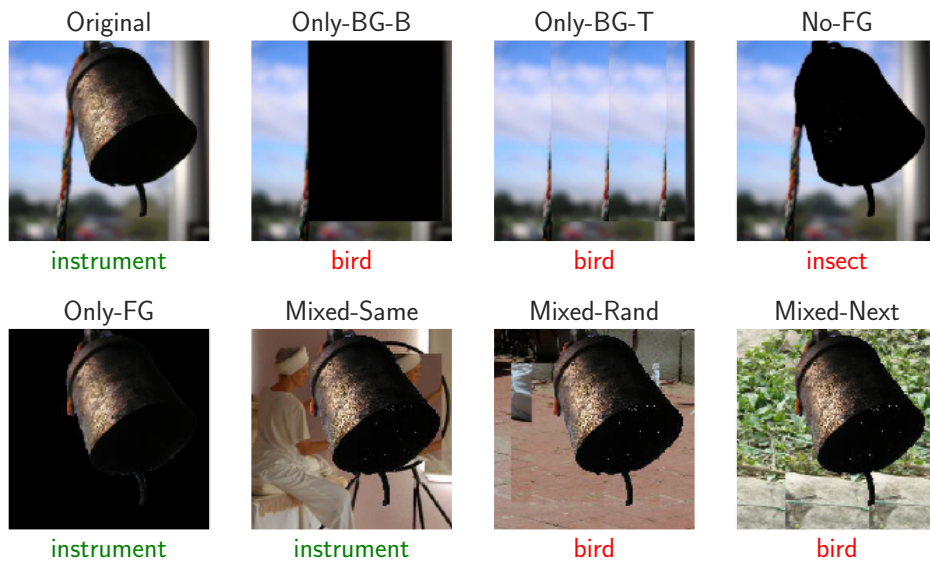 Original
Only-BG-B
Only-BG-T
No-FG
instrument
bird
bird
insect
Only-FG
Mixed-Same
Mixed-Rand
Mixed-Next
instrument
instrument
bird
bird